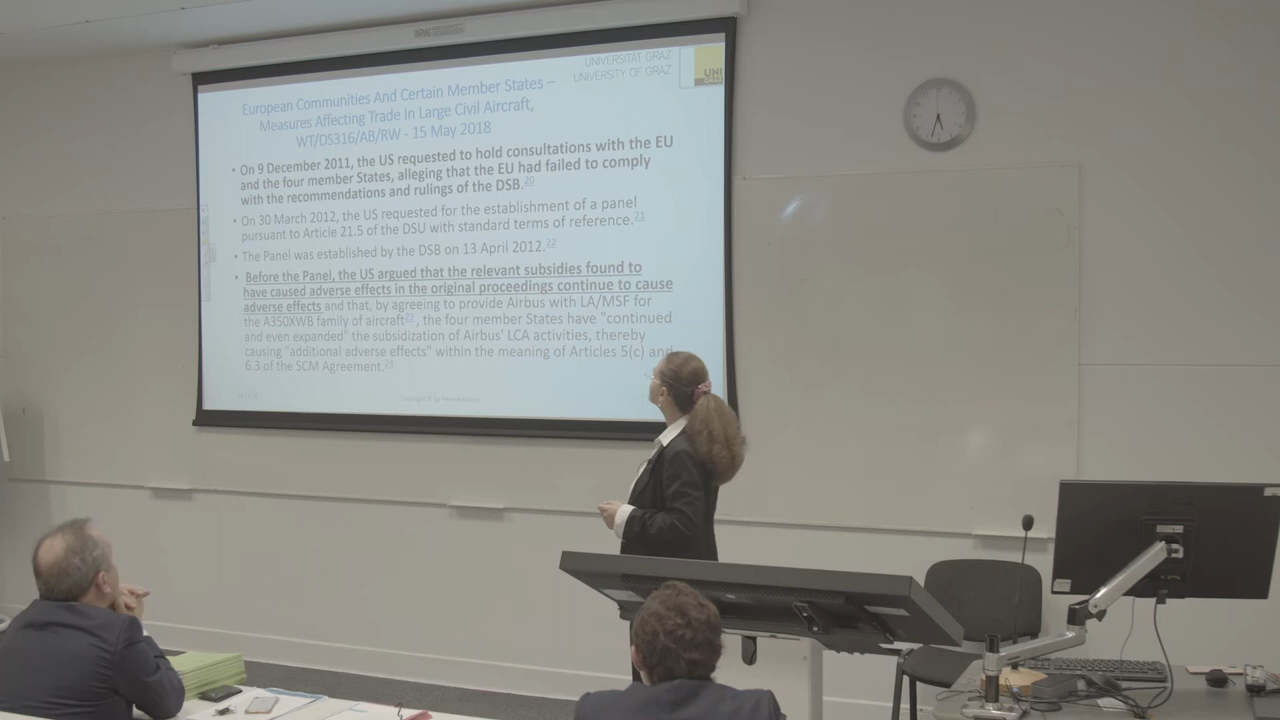 UNIVERSITÄT GRAZ
UNIVERSITY OF GRAZ
UNI
GRAZ
European Communities And Certain Member States –
Measures Affecting Trade In Large Civil Aircraft,
WT/DS316/AB/RW - 15 May 2018
• On 9 December 2011, the US requested to hold consultations with the EU
and the four member States, alleging that the EU had failed to comply
with the recommendations and rulings of the DSB.20
• On 30 March 2012, the US requested for the establishment of a panel
pursuant to Article 21.5 of the DSU with standard terms of reference.21
• The Panel was established by the DSB on 13 April 2012.22
• Before the Panel, the US argued that the relevant subsidies found to
have caused adverse effects in the original proceedings continue to cause
adverse effects and that, by agreeing to provide Airbus with LA/MSF for
the A350XWB family of aircraft23, the four member States have "continued
and even expanded" the subsidization of Airbus' LCA activities, thereby
causing "additional adverse effects" within the meaning of Articles 5(c) and
6.3 of the SCM Agreement.24